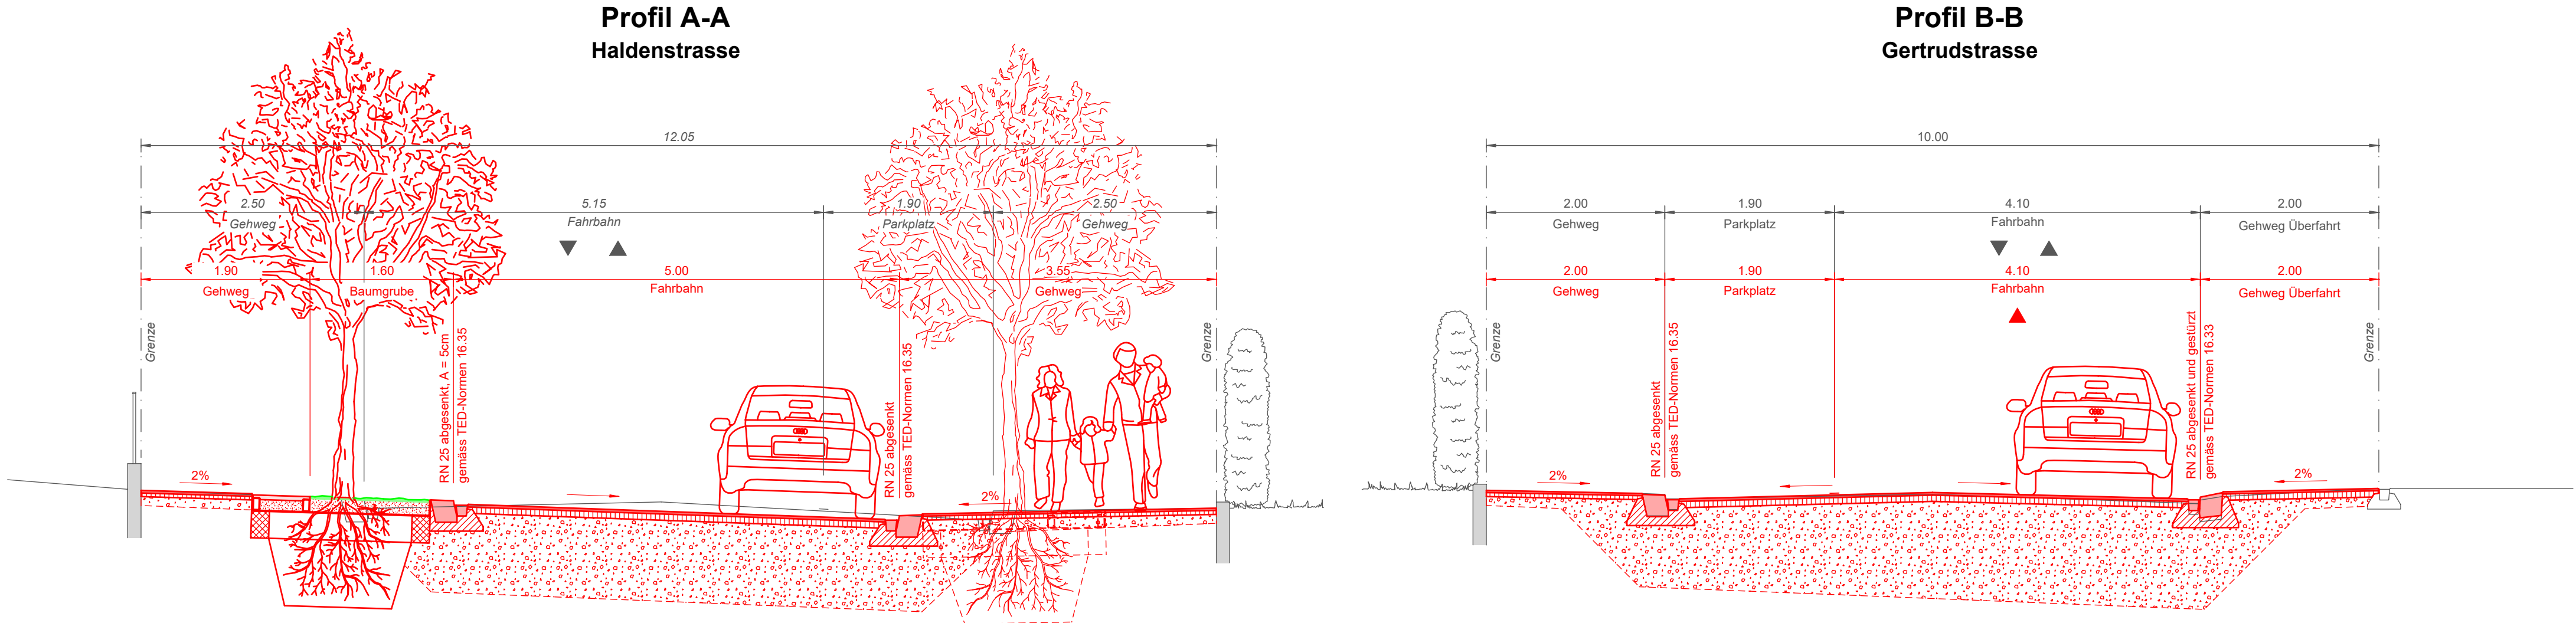 Profil A-A
Haldenstrasse
12.05
2.50
5.15
1.90
2.50
Gehweg
Fahrbahn
Parkplatz
Gehweg
1.90
1.60
5.00
3.55
Gehweg
Baumgrube
Fahrbahn
Gehweg
Grenze
RN 25 abgesenkt, A = 5cm
gemäss TED-Normen 16.35
RN 25 abgesenkt
gemäss TED-Normen 16.35
Grenze
2%
2%
Profil B-B
Gertrudstrasse
10.00
2.00
1.90
4.10
2.00
Gehweg
Parkplatz
Fahrbahn
Gehweg Überfahrt
2.00
1.90
4.10
2.00
Gehweg
Parkplatz
Fahrbahn
Gehweg Überfahrt
Grenze
RN 25 abgesenkt
gemäss TED-Normen 16.35
RN 25 abgesenkt und gestürzt
gemäss TED-Normen 16.33
Grenze
2%
2%